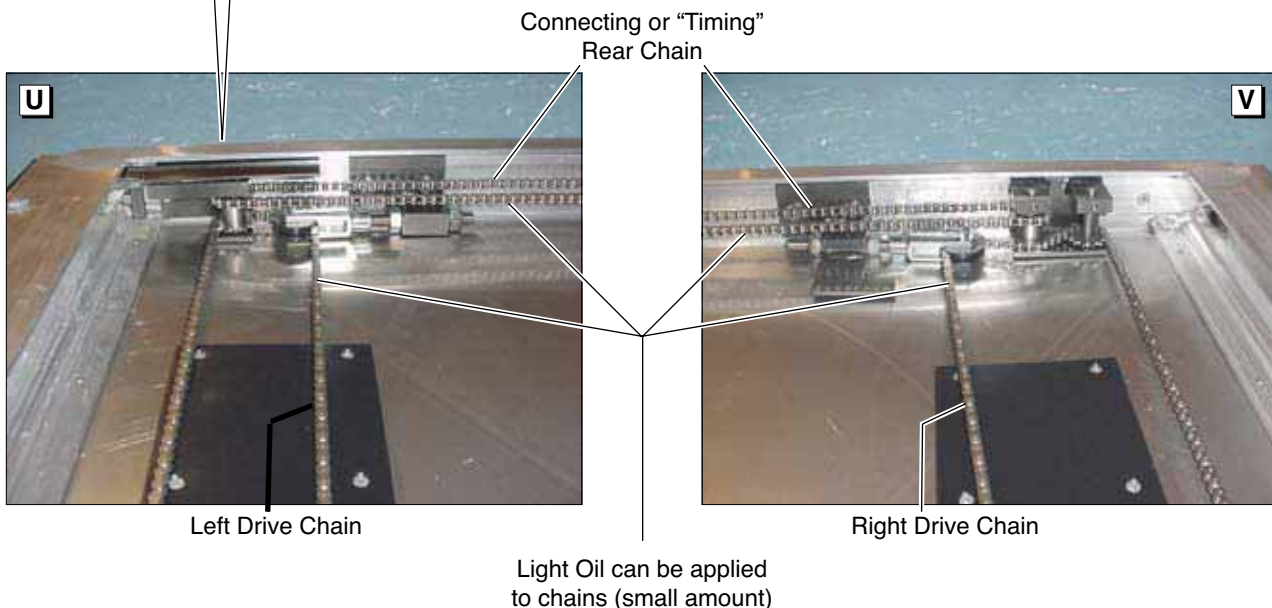 Connecting or “Timing”
Rear Chain
U
V
Left Drive Chain
Right Drive Chain
Light Oil can be applied
to chains (small amount)